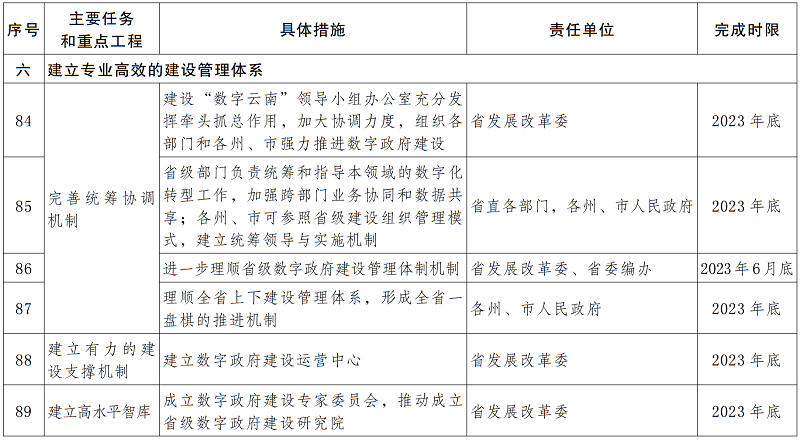 序号 主要任务和重点工程 具体措施 责任单位 完成时限
六 建立专业高效的建设管理体系
84 完善统筹协调机制 建设“数字云南”领导小组办公室充分发
挥牵头抓总作用，加大协调力度，组织各
部门和各州、市强力推进数字政府建设 省发展改革委 2023 年底
85 省级部门负责统筹和指导本领域的数字化
转型工作，加强跨部门业务协同和数据共
享；各州、市可参照省级建设组织管理模
式，建立统筹领导与实施机制 省直各部门，各州、市人民政府 2023 年底
86 进一步理顺省级数字政府建设管理体制机制 省发展改革委、省委编办 2023 年 6 月底
87 理顺全省上下建设管理体系，形成全省一
盘棋的推进机制 各州、市人民政府 2023 年底
88 建立有力的建设支撑机制 建立数字政府建设运营中心 省发展改革委 2023 年底
89 建立高水平智库 成立数字政府建设专家委员会，推动成立
省级数字政府建设研究院 省发展改革委 2023 年底